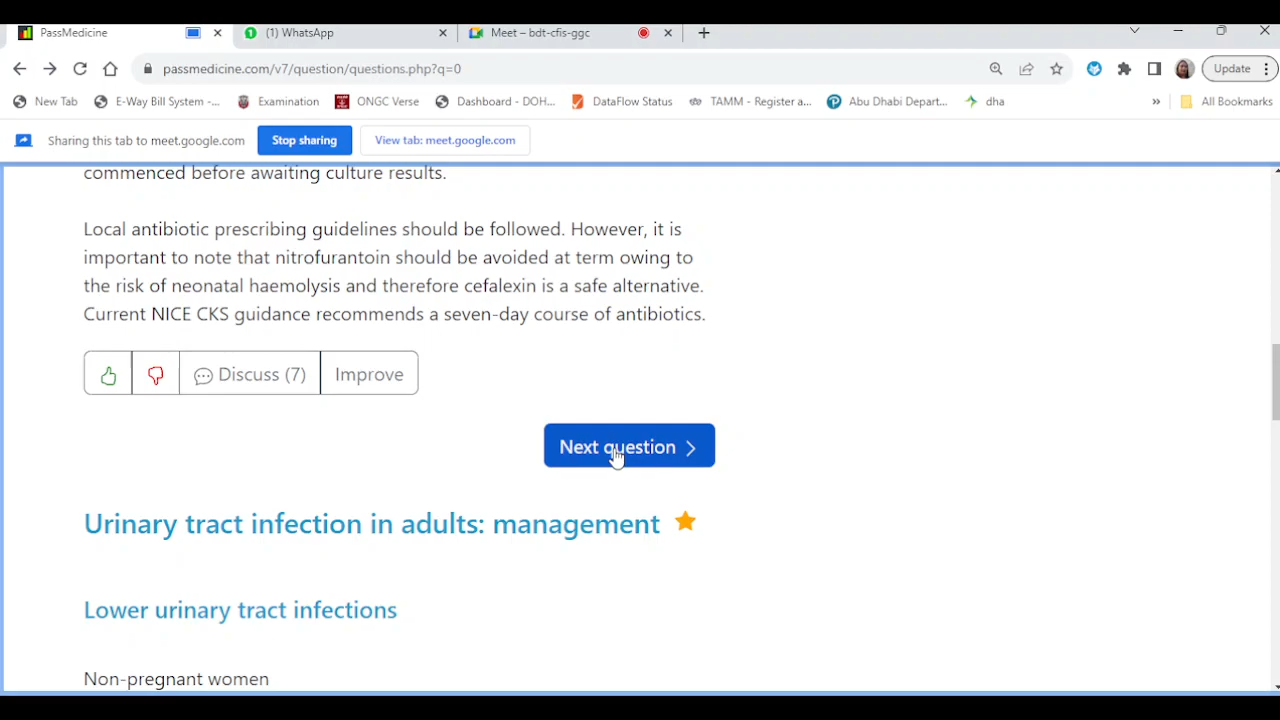 PassMedicine
(1) WhatsApp
Meet – bdt-cfis-ggc
passmedicine.com/v7/question/questions.php?q=0
Update
New Tab
E-Way Bill System -...
Examination
ONGC Verse
Dashboard - DOH...
DataFlow Status
TAMM - Register a...
Abu Dhabi Depart...
dha
»
All Bookmarks
Sharing this tab to meet.google.com
Stop sharing
View tab: meet.google.com
commenced before awaiting culture results.
Local antibiotic prescribing guidelines should be followed. However, it is
important to note that nitrofurantoin should be avoided at term owing to
the risk of neonatal haemolysis and therefore cefalexin is a safe alternative.
Current NICE CKS guidance recommends a seven-day course of antibiotics.
Discuss (7)
Improve
Next question
Urinary tract infection in adults: management
Lower urinary tract infections
Non-pregnant women